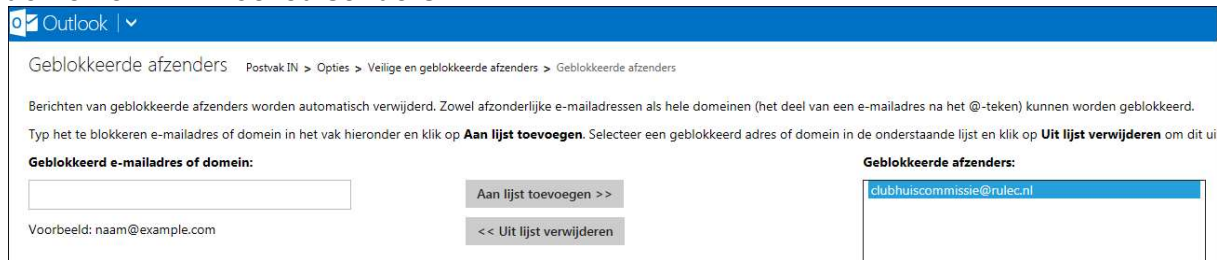 Outlook
Geblokkeerde afzenders Postvak IN > Opties > Veilige en geblokkeerde afzenders > Geblokkeerde afzenders
Berichten van geblokkeerde afzenders worden automatisch verwijderd. Zowel afzonderlijke e-mailadressen als hele domeinen (het deel van een e-mailadres na het @-teken) kunnen worden geblokkeerd.
Typ het te blokkeren e-mailadres of domein in het vak hieronder en klik op Aan lijst toevoegen. Selecteer een geblokkeerd adres of domein in de onderstaande lijst en klik op Uit lijst verwijderen om dit ui
Geblokkeerd e-mailadres of domein: Geblokkeerde afzenders:
Aan lijst toevoegen >> clubhuiscommissie@rulec.nl
Voorbeeld: naam@example.com << Uit lijst verwijderen